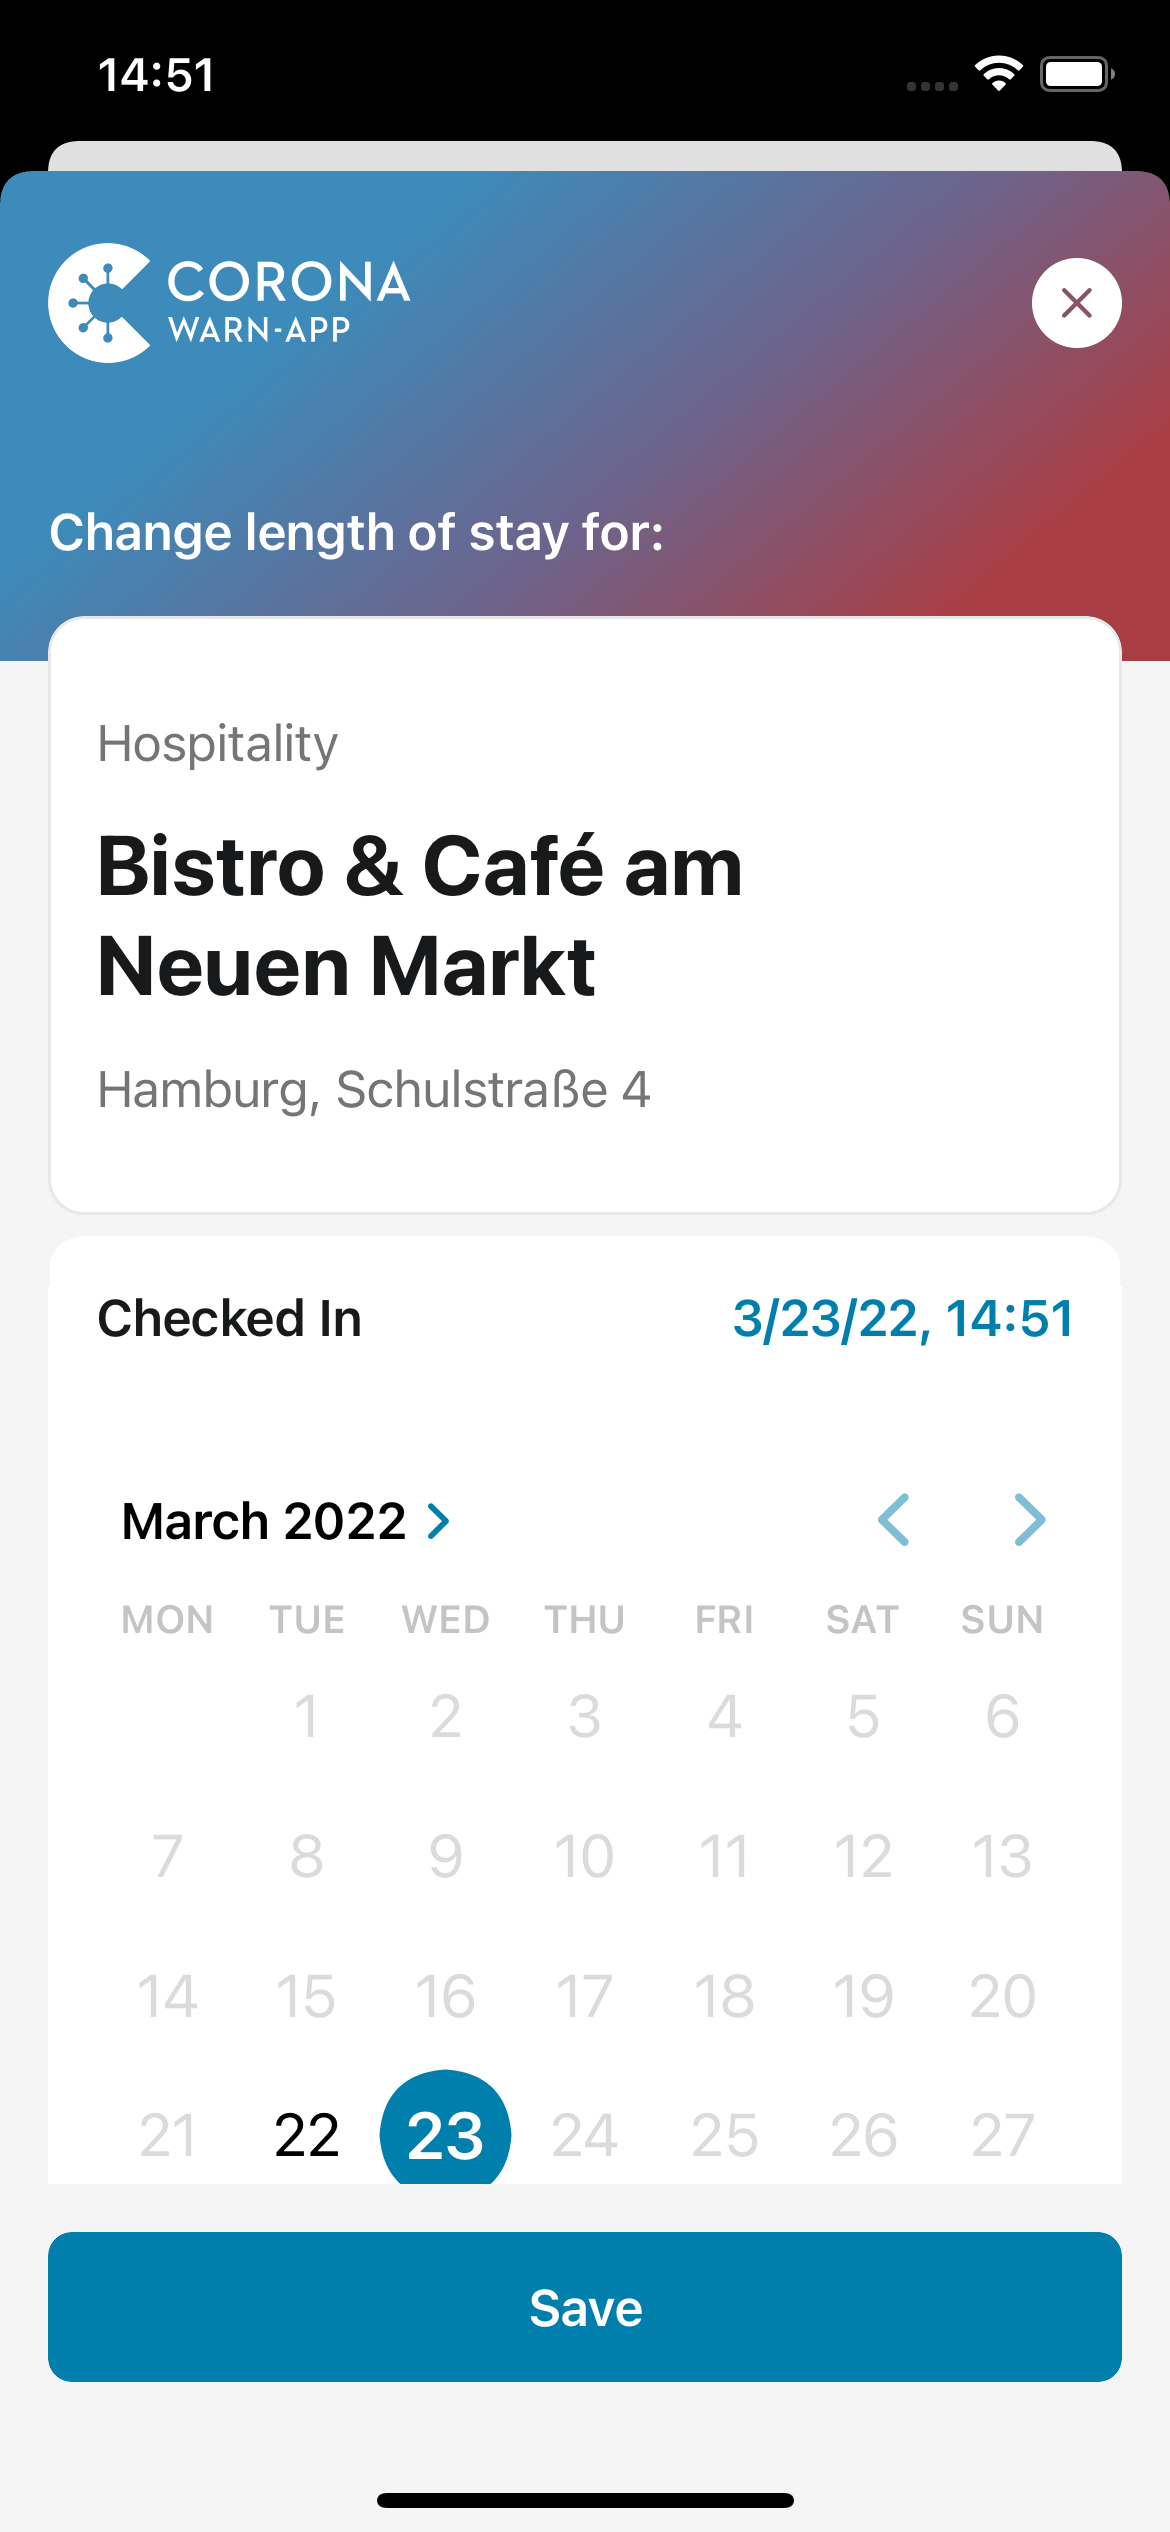 14:51
CORONA
WARN-APP
Change length of stay for:
Hospitality
Bistro & Café am
Neuen Markt
Hamburg, Schulstraße 4
Checked In 3/23/22, 14:51
March 2022
MON TUE WED THU FRI SAT SUN
1 2 3 4 5 6
7 8 9 10 11 12 13
14 15 16 17 18 19 20
21 22 23 24 25 26 27
Save